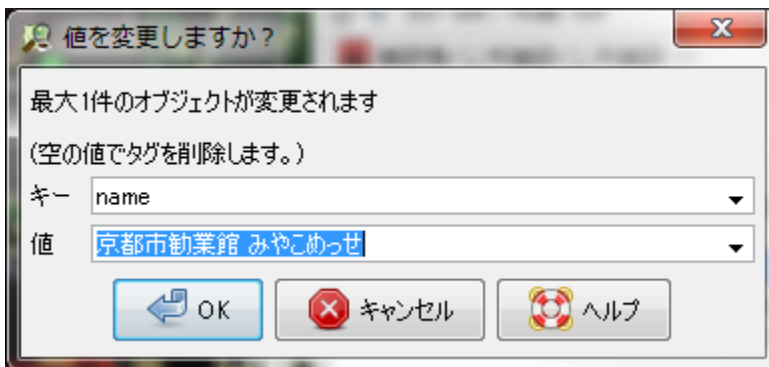 値を変更しますか？
最大1件のオブジェクトが変更されます
(空の値でタグを削除します。)
キー name
値 京都市勧業館 みやこめっせ
OK キャンセル ヘルプ